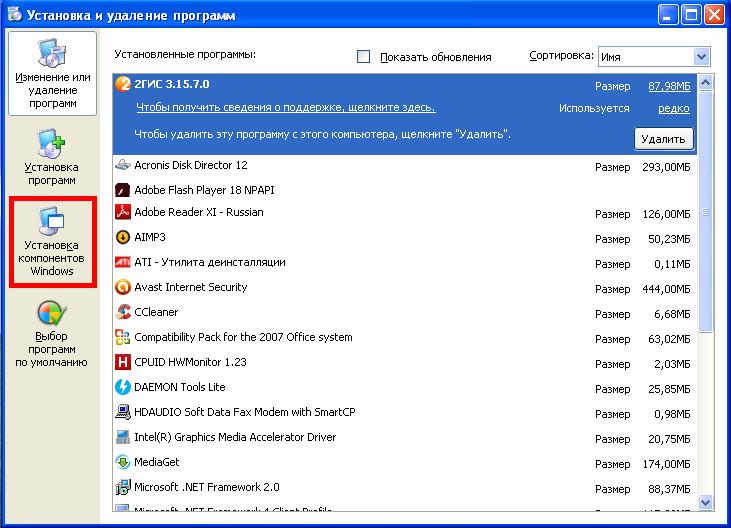 Установка и удаление программ
Изменение или
удаление
программ
Установка
программ
Установка
компонентов
Windows
Выбор
программ
по умолчанию
Установленные программы:
Показать обновления
Сортировка: Имя
2ГИС 3.15.7.0 Размер 87,98МБ
Чтобы получить сведения о поддержке, щелкните здесь. Используется редко
Чтобы удалить эту программу с этого компьютера, щелкните "Удалить". Удалить
Acronis Disk Director 12 Размер 293,00МБ
Adobe Flash Player 18 NPAPI
Adobe Reader XI - Russian Размер 126,00МБ
AIMP3 Размер 50,23МБ
ATI - Утилита деинсталляции Размер 0,11МБ
Avast Internet Security Размер 444,00МБ
CCleaner Размер 6,68МБ
Compatibility Pack for the 2007 Office system Размер 63,02МБ
CPUID HWMonitor 1.23 Размер 2,03МБ
DAEMON Tools Lite Размер 25,85МБ
HDAUDIO Soft Data Fax Modem with SmartCP Размер 0,98МБ
Intel(R) Graphics Media Accelerator Driver Размер 20,75МБ
MediaGet Размер 174,00МБ
Microsoft .NET Framework 2.0 Размер 88,37МБ
Microsoft .NET Framework 4 Client Profile Размер